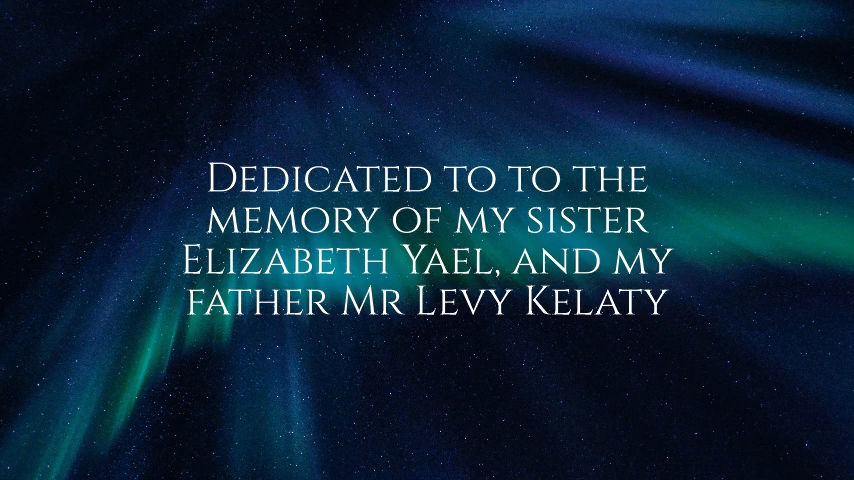 Dedicated to to the
memory of my sister
Elizabeth Yael, and my
father Mr Levy Kelaty